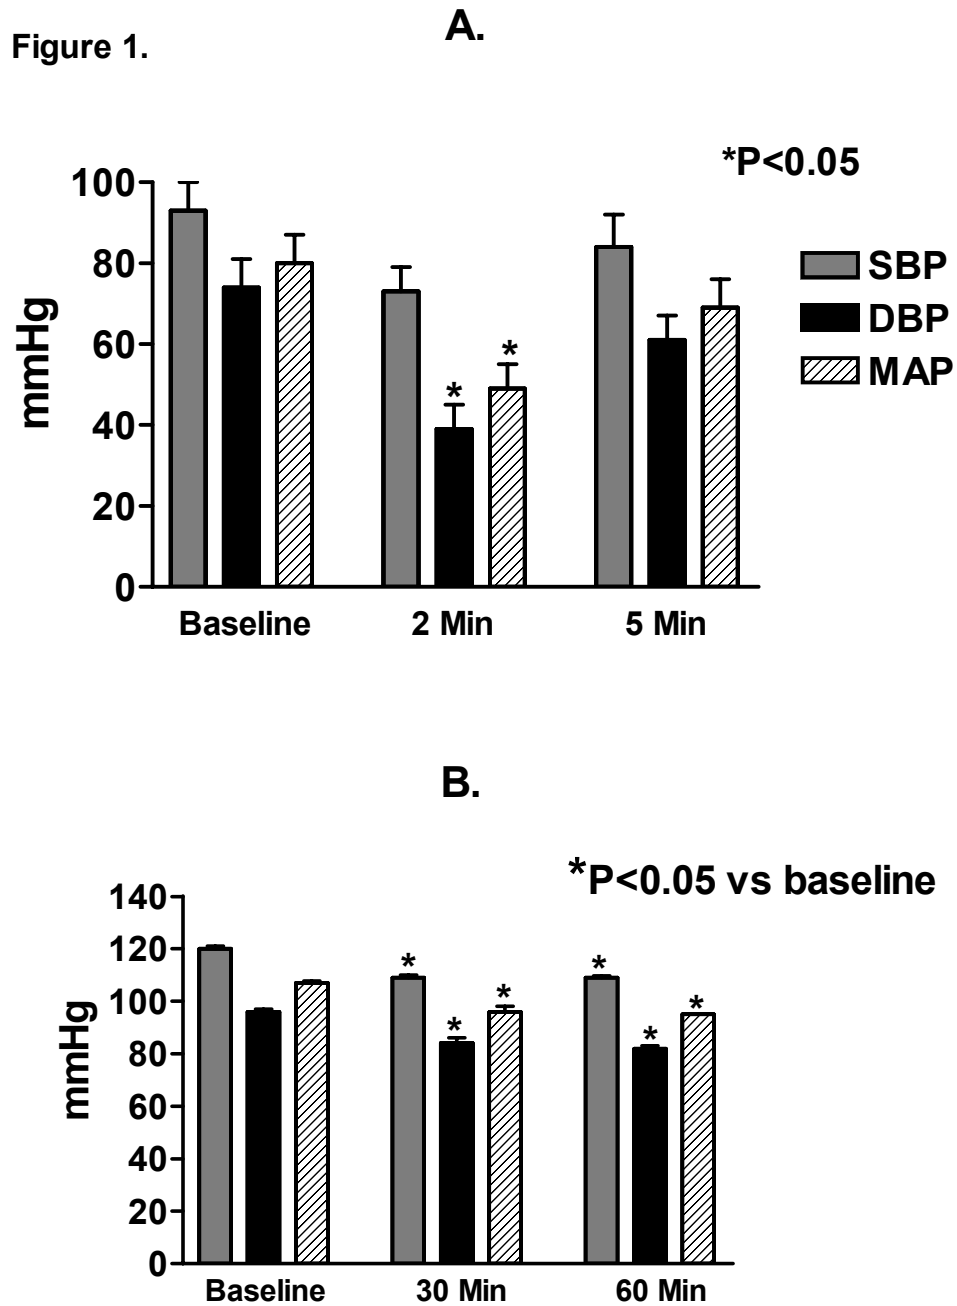 Figure 1.
A.
*P<0.05
mmHg
100
80
60
40
20
0
SBP
DBP
MAP
*
*
Baseline
2 Min
5 Min
B.
*P<0.05 vs baseline
mmHg
140
120
100
80
60
40
20
0
*
*
*
*
*
*
Baseline
30 Min
60 Min